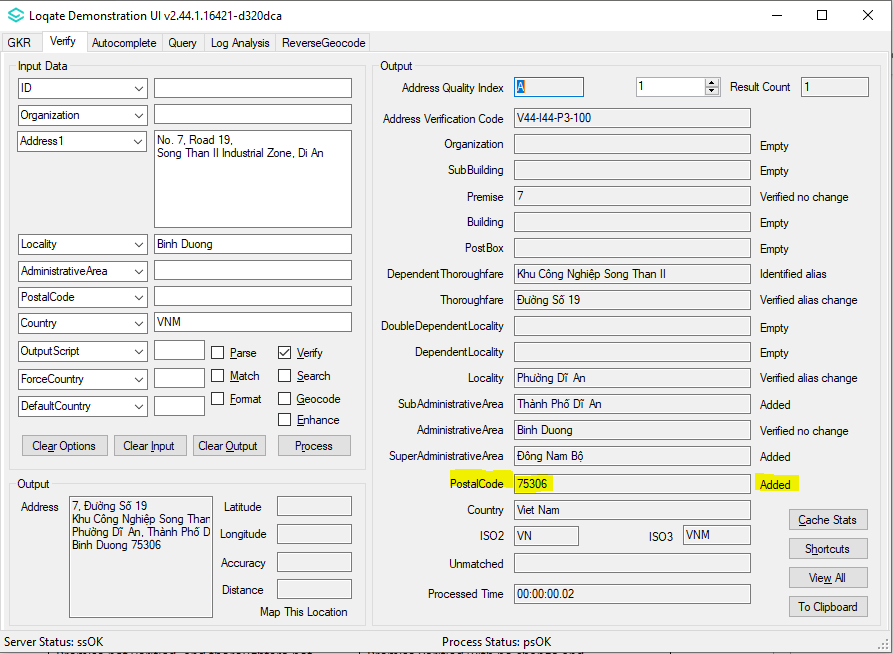 Loqate Demonstration UI v2.44.1.16421-d320dca
GKR Verify Autocomplete Query Log Analysis ReverseGeocode
Input Data
ID
Organization
Address1 No. 7, Road 19,
Song Than II Industrial Zone, Di An
Locality Binh Duong
AdministrativeArea
PostalCode
Country VNM
OutputScript Parse Verify
ForceCountry Match Search
DefaultCountry Format Geocode
Enhance
Clear Options Clear Input Clear Output Process
Output
Address 7, Đường Số 19
Khu Công Nghiệp Song Than
Phường Dĩ An, Thành Phố D
Binh Duong 75306
Latitude
Longitude
Accuracy
Distance
Map This Location
Output
Address Quality Index A 1 Result Count 1
Address Verification Code V44-I44-P3-100
Organization Empty
SubBuilding Empty
Premise 7 Verified no change
Building Empty
PostBox Empty
DependentThoroughfare Khu Công Nghiệp Song Than II Identified alias
Thoroughfare Đường Số 19 Verified alias change
DoubleDependentLocality Empty
DependentLocality Empty
Locality Phường Dĩ An Verified alias change
SubAdministrativeArea Thành Phố Dĩ An Added
AdministrativeArea Binh Duong Verified no change
SuperAdministrativeArea Đông Nam Bộ Added
PostalCode 75306 Added
Country Viet Nam
ISO2 VN ISO3 VNM
Unmatched
Processed Time 00:00:00.02
Cache Stats
Shortcuts
View All
To Clipboard
Server Status: ssOK Process Status: psOK